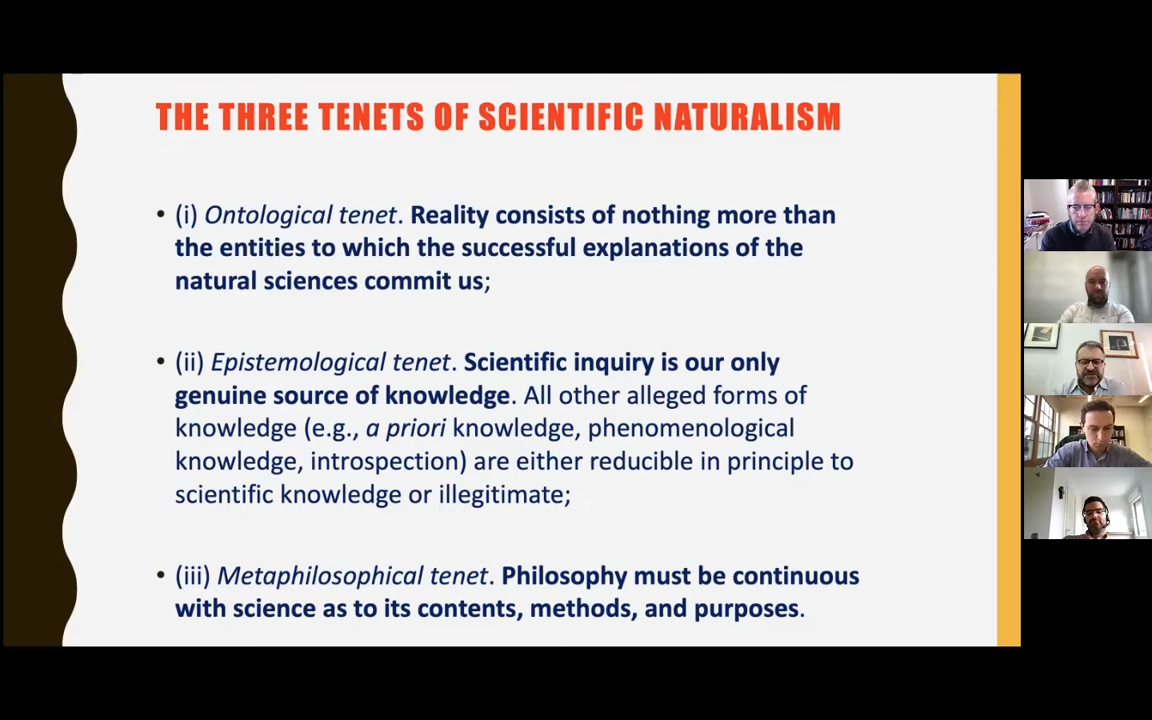 THE THREE TENETS OF SCIENTIFIC NATURALISM
• (i) Ontological tenet. Reality consists of nothing more than
the entities to which the successful explanations of the
natural sciences commit us;
• (ii) Epistemological tenet. Scientific inquiry is our only
genuine source of knowledge. All other alleged forms of
knowledge (e.g., a priori knowledge, phenomenological
knowledge, introspection) are either reducible in principle to
scientific knowledge or illegitimate;
• (iii) Metaphilosophical tenet. Philosophy must be continuous
with science as to its contents, methods, and purposes.